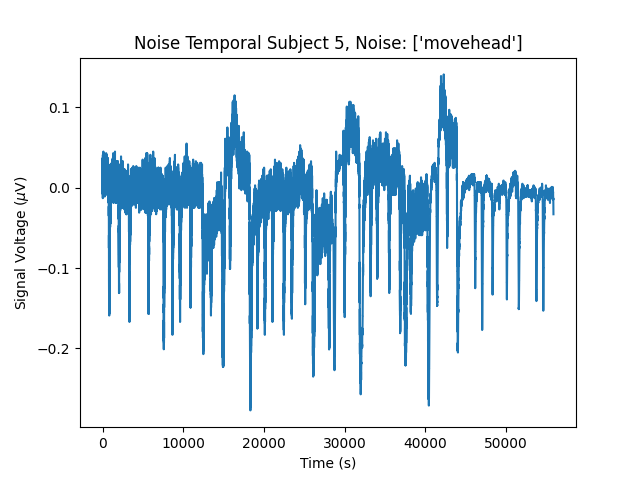 Noise Temporal Subject 5, Noise: ['movehead']
Signal Voltage (μV)
0.1
0.0
−0.1
−0.2
0 10000 20000 30000 40000 50000
Time (s)